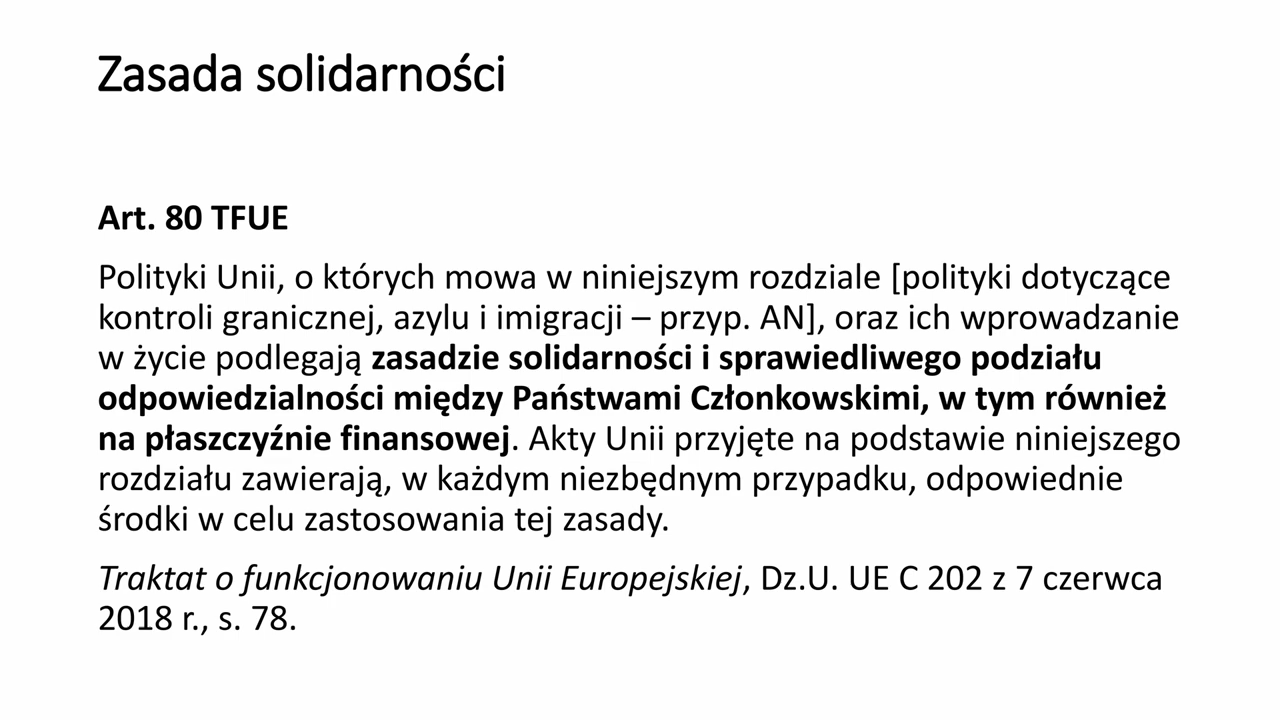 Zasada solidarności
Art. 80 TFUE
Polityki Unii, o których mowa w niniejszym rozdziale [polityki dotyczące
kontroli granicznej, azylu i imigracji – przyp. AN], oraz ich wprowadzanie
w życie podlegają zasadzie solidarności i sprawiedliwego podziału
odpowiedzialności między Państwami Członkowskimi, w tym również
na płaszczyźnie finansowej. Akty Unii przyjęte na podstawie niniejszego
rozdziału zawierają, w każdym niezbędnym przypadku, odpowiednie
środki w celu zastosowania tej zasady.
Traktat o funkcjonowaniu Unii Europejskiej, Dz.U. UE C 202 z 7 czerwca
2018 r., s. 78.